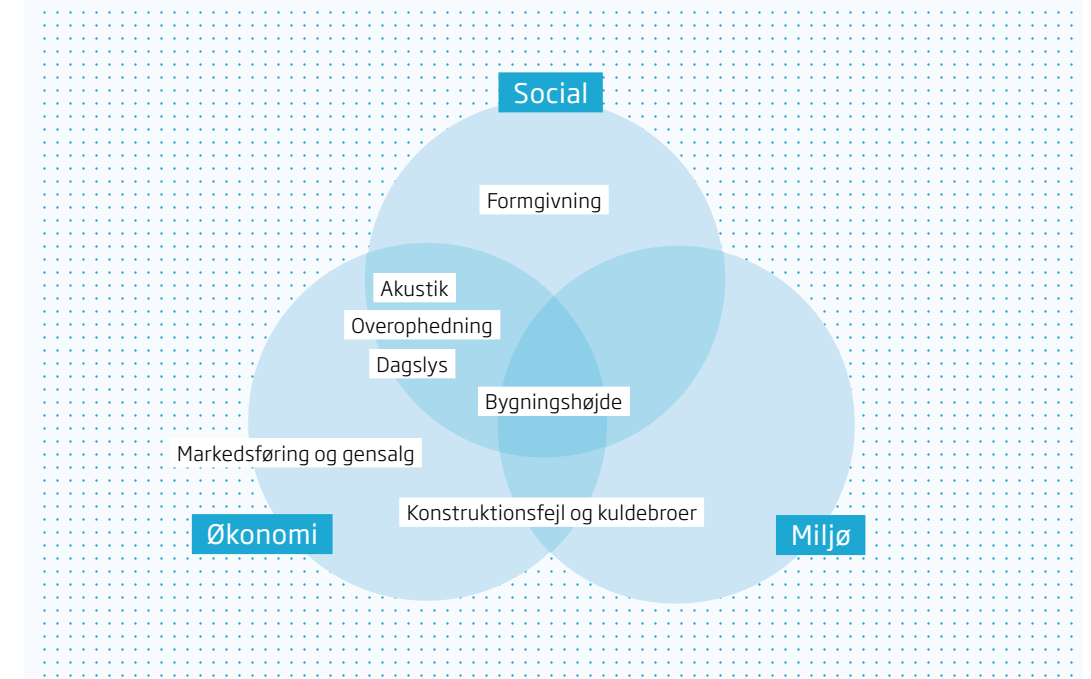 Social
Formgivning
Akustik
Overophedning
Dagslys
Bygningshøjde
Markedsføring og gensalg
Konstruktionsfejl og kuldebroer
Økonomi
Miljø